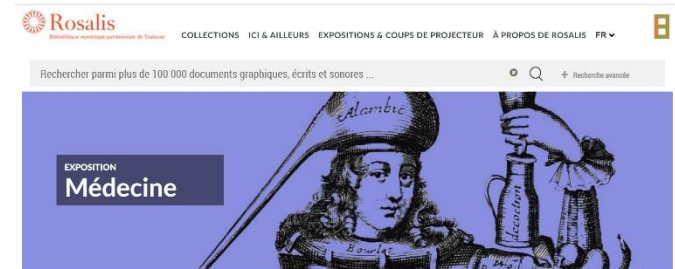 Rosalis
Bibliothèque numérique patrimoniale de Toulouse
COLLECTIONS ICI & AILLEURS EXPOSITIONS & COUPS DE PROJECTEUR À PROPOS DE ROSALIS FR
Rechercher parmi plus de 100 000 documents graphiques, écrits et sonores ...
+ Recherche avancée
Alambic
EXPOSITION
Médecine
decoction